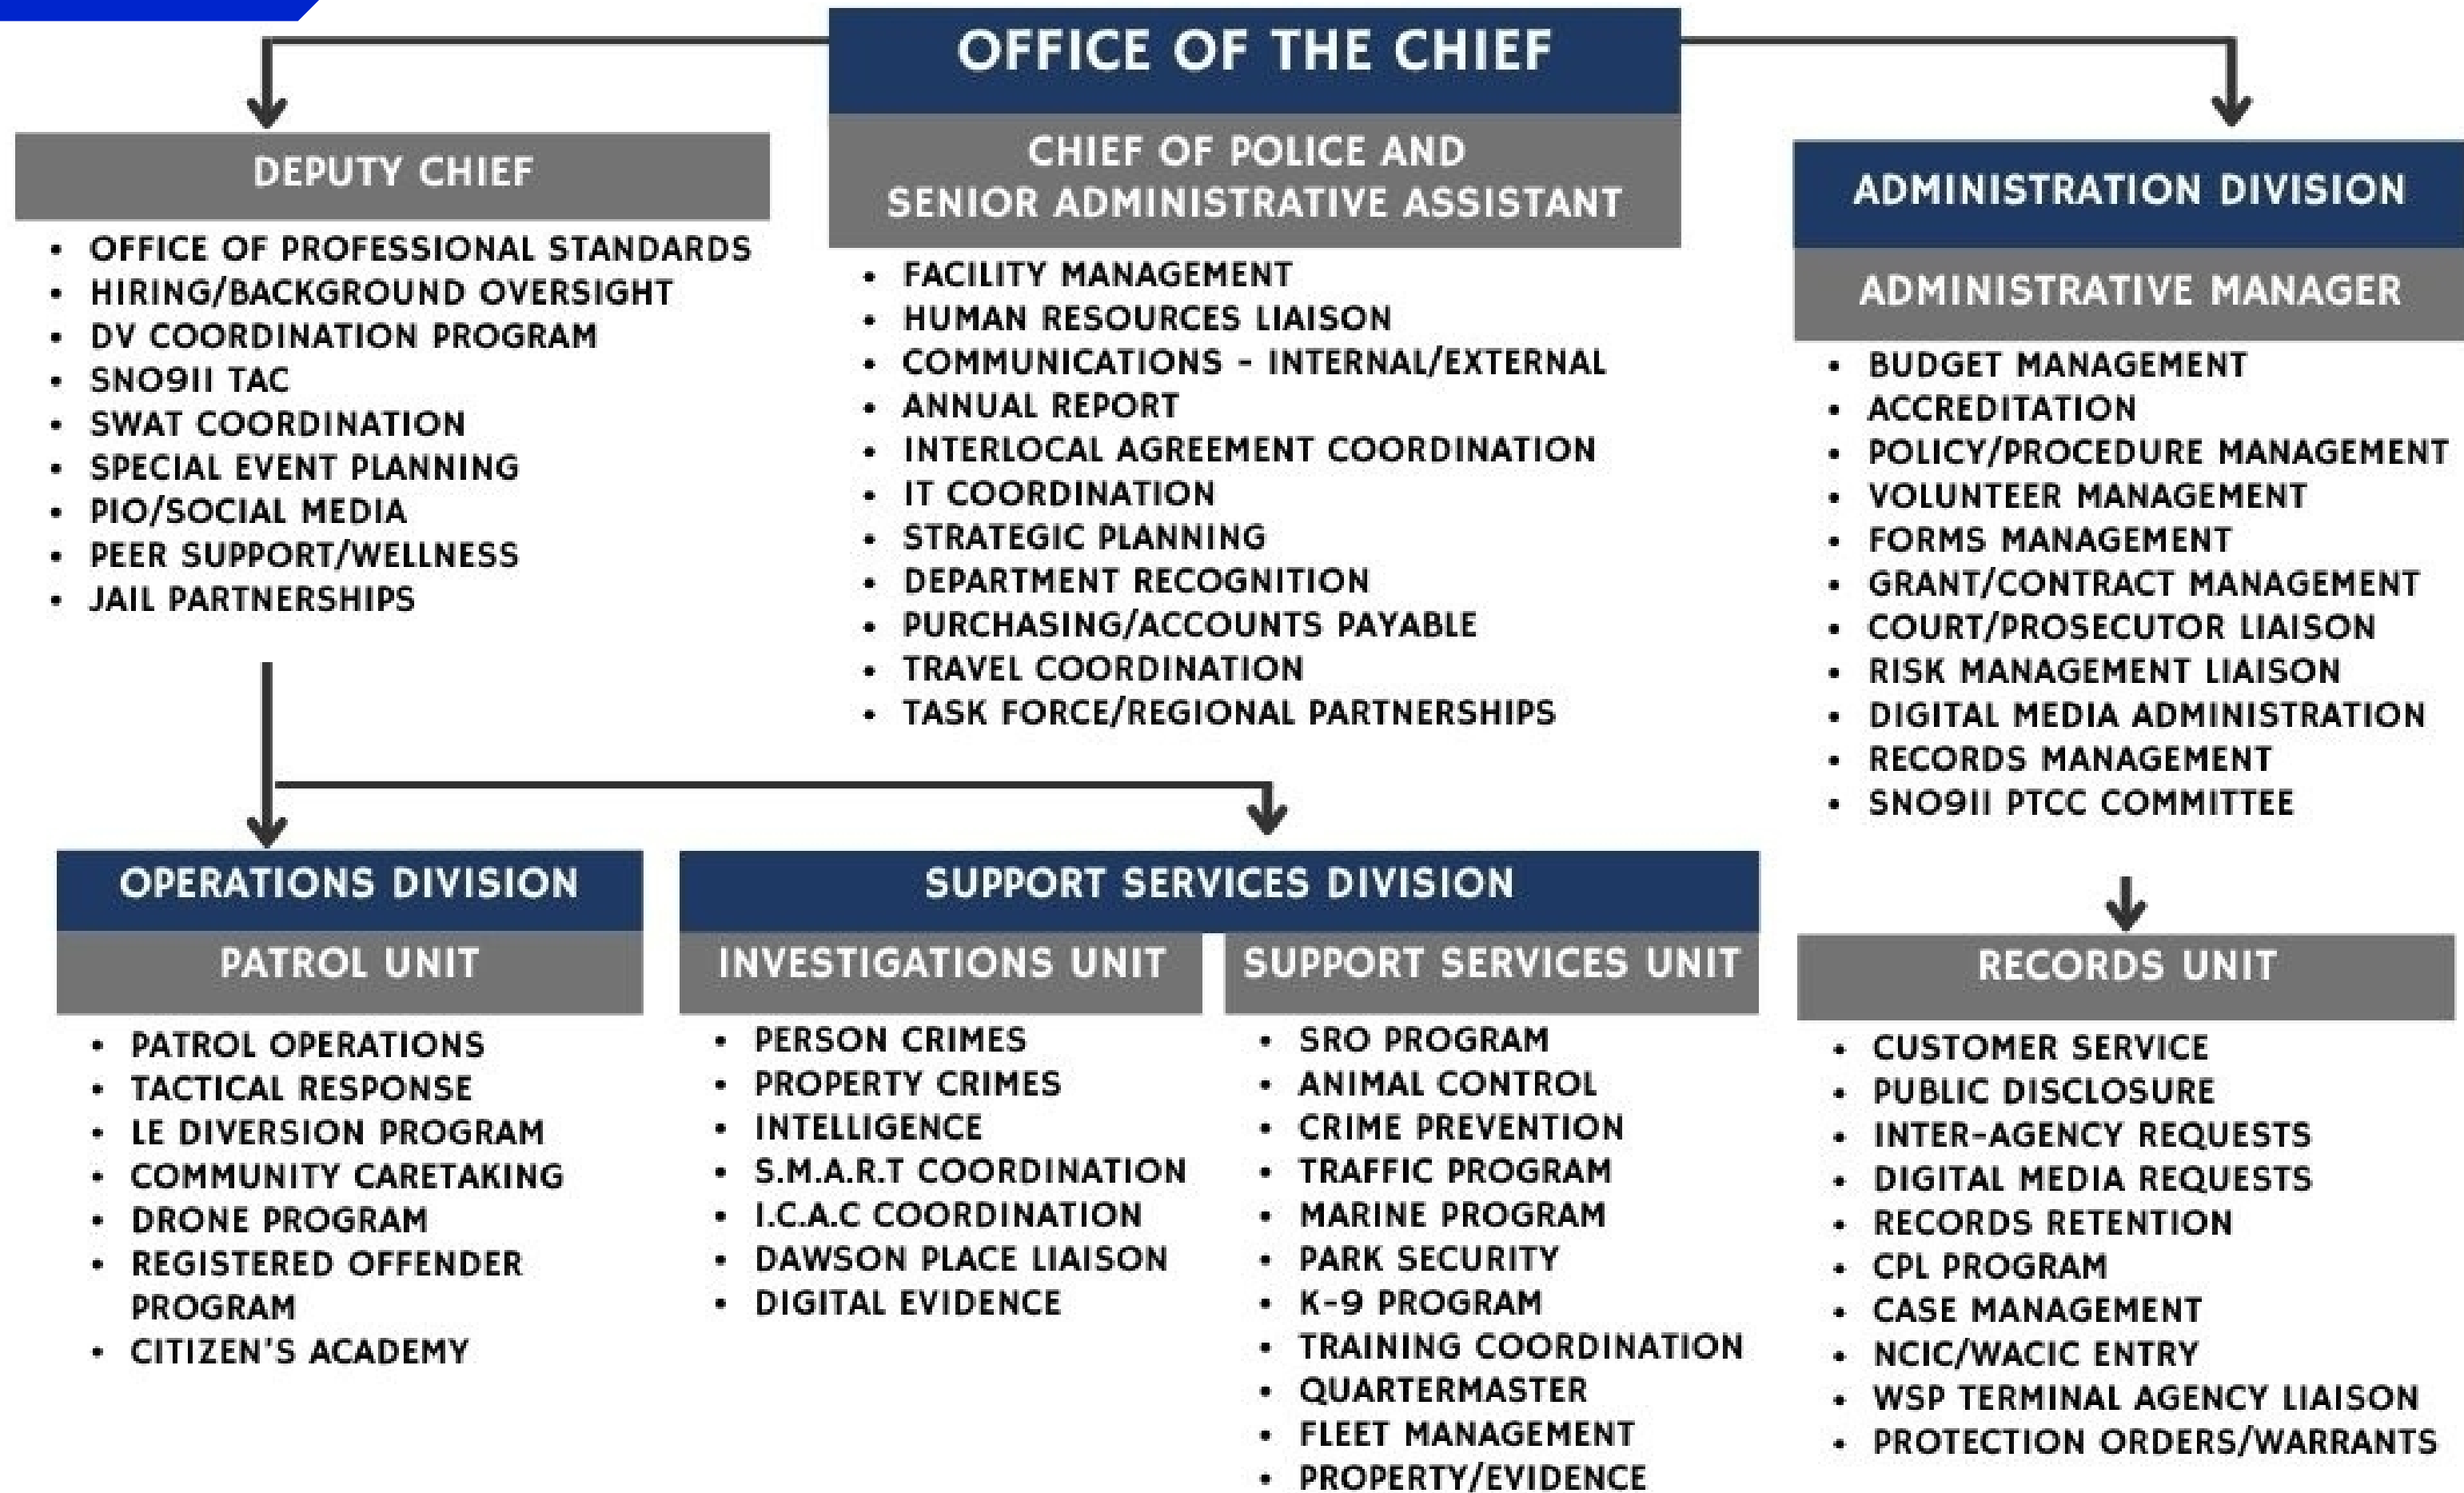 OFFICE OF THE CHIEF
CHIEF OF POLICE AND
SENIOR ADMINISTRATIVE ASSISTANT
• FACILITY MANAGEMENT
• HUMAN RESOURCES LIAISON
• COMMUNICATIONS - INTERNAL/EXTERNAL
• ANNUAL REPORT
• INTERLOCAL AGREEMENT COORDINATION
• IT COORDINATION
• STRATEGIC PLANNING
• DEPARTMENT RECOGNITION
• PURCHASING/ACCOUNTS PAYABLE
• TRAVEL COORDINATION
• TASK FORCE/REGIONAL PARTNERSHIPS
DEPUTY CHIEF
• OFFICE OF PROFESSIONAL STANDARDS
• HIRING/BACKGROUND OVERSIGHT
• DV COORDINATION PROGRAM
• SNO911 TAC
• SWAT COORDINATION
• SPECIAL EVENT PLANNING
• PIO/SOCIAL MEDIA
• PEER SUPPORT/WELLNESS
• JAIL PARTNERSHIPS
ADMINISTRATION DIVISION
ADMINISTRATIVE MANAGER
• BUDGET MANAGEMENT
• ACCREDITATION
• POLICY/PROCEDURE MANAGEMENT
• VOLUNTEER MANAGEMENT
• FORMS MANAGEMENT
• GRANT/CONTRACT MANAGEMENT
• COURT/PROSECUTOR LIAISON
• RISK MANAGEMENT LIAISON
• DIGITAL MEDIA ADMINISTRATION
• RECORDS MANAGEMENT
• SNO911 PTCC COMMITTEE
OPERATIONS DIVISION
PATROL UNIT
• PATROL OPERATIONS
• TACTICAL RESPONSE
• LE DIVERSION PROGRAM
• COMMUNITY CARETAKING
• DRONE PROGRAM
• REGISTERED OFFENDER
PROGRAM
• CITIZEN'S ACADEMY
SUPPORT SERVICES DIVISION
INVESTIGATIONS UNIT
• PERSON CRIMES
• PROPERTY CRIMES
• INTELLIGENCE
• S.M.A.R.T COORDINATION
• I.C.A.C COORDINATION
• DAWSON PLACE LIAISON
• DIGITAL EVIDENCE
SUPPORT SERVICES UNIT
• SRO PROGRAM
• ANIMAL CONTROL
• CRIME PREVENTION
• TRAFFIC PROGRAM
• MARINE PROGRAM
• PARK SECURITY
• K-9 PROGRAM
• TRAINING COORDINATION
• QUARTERMASTER
• FLEET MANAGEMENT
• PROPERTY/EVIDENCE
RECORDS UNIT
• CUSTOMER SERVICE
• PUBLIC DISCLOSURE
• INTER-AGENCY REQUESTS
• DIGITAL MEDIA REQUESTS
• RECORDS RETENTION
• CPL PROGRAM
• CASE MANAGEMENT
• NCIC/WACIC ENTRY
• WSP TERMINAL AGENCY LIAISON
• PROTECTION ORDERS/WARRANTS